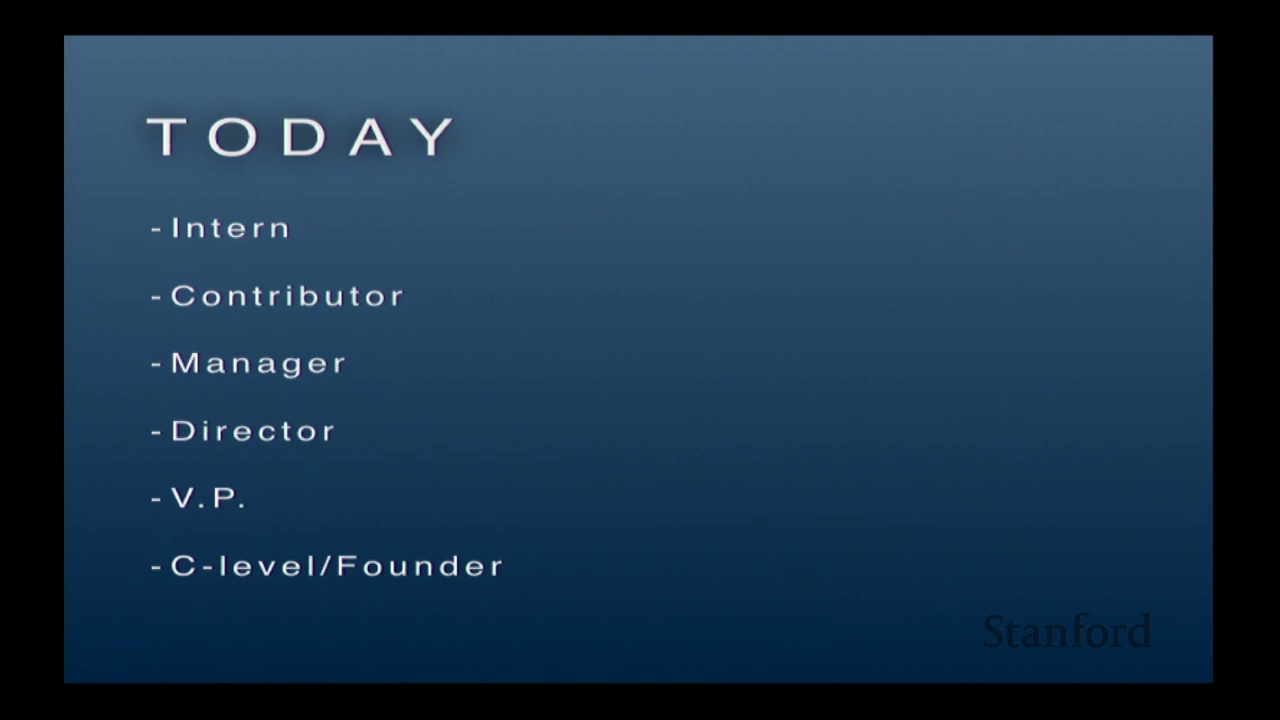 TODAY
- Intern
- Contributor
- Manager
- Director
- V.P.
- C-level/Founder
Stanford